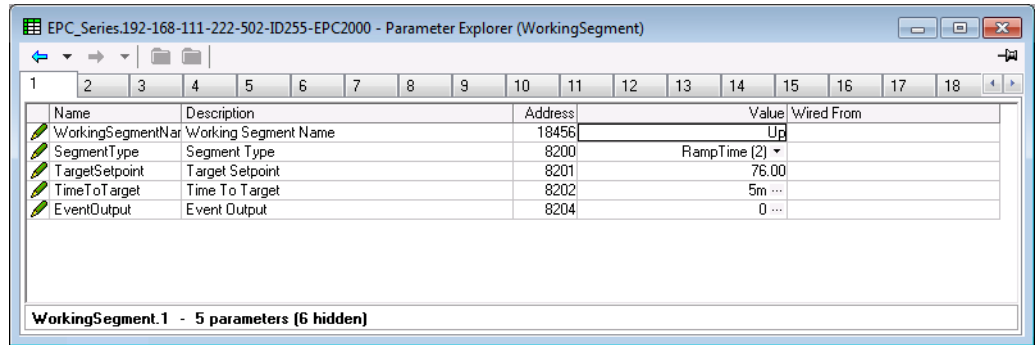 EPC_Series.192-168-111-222-502-ID255-EPC2000 - Parameter Explorer (WorkingSegment)
1 2 3 4 5 6 7 8 9 10 11 12 13 14 15 16 17 18
Name Description Address Value Wired From
WorkingSegmentNar Working Segment Name 18456 Up
SegmentType Segment Type 8200 RampTime (2)
TargetSetpoint Target Setpoint 8201 76.00
TimeToTarget Time To Target 8202 5m ...
EventOutput Event Output 8204 0 ...
WorkingSegment.1 - 5 parameters (6 hidden)